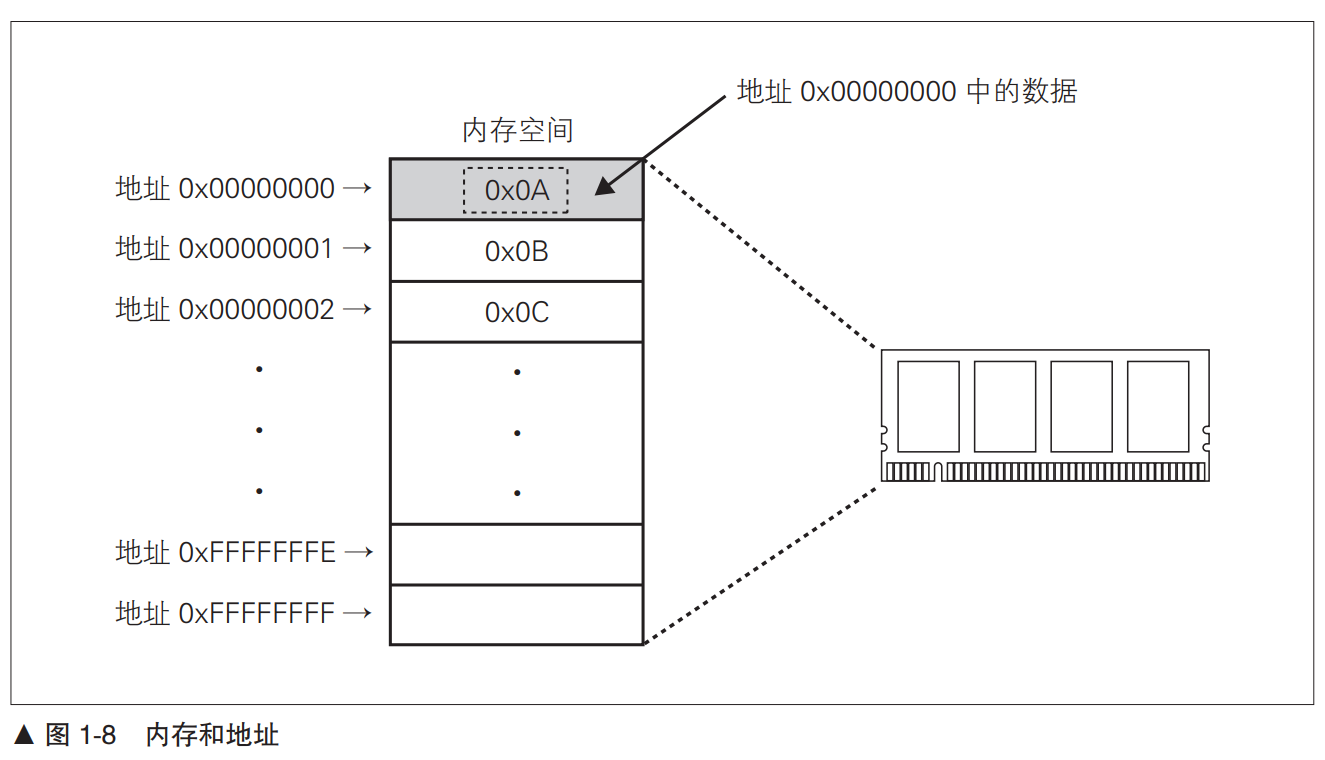 地址 0x00000000 中的数据
内存空间
地址 0x00000000 → 0x0A
地址 0x00000001 → 0x0B
地址 0x00000002 → 0x0C
地址 0xFFFFFFFE →
地址 0xFFFFFFFF →
▲ 图 1-8 内存和地址